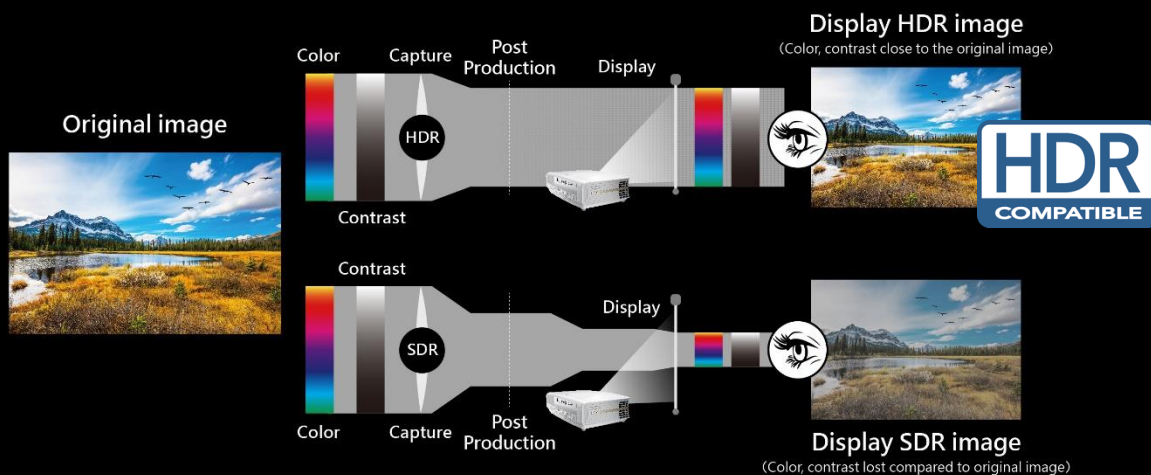 Original image
Color
Capture
Post
Production
Display
HDR
Contrast
Display HDR image
(Color, contrast close to the original image)
HDR
COMPATIBLE
Contrast
Display
SDR
Color
Capture
Post
Production
Display SDR image
(Color, contrast lost compared to original image)